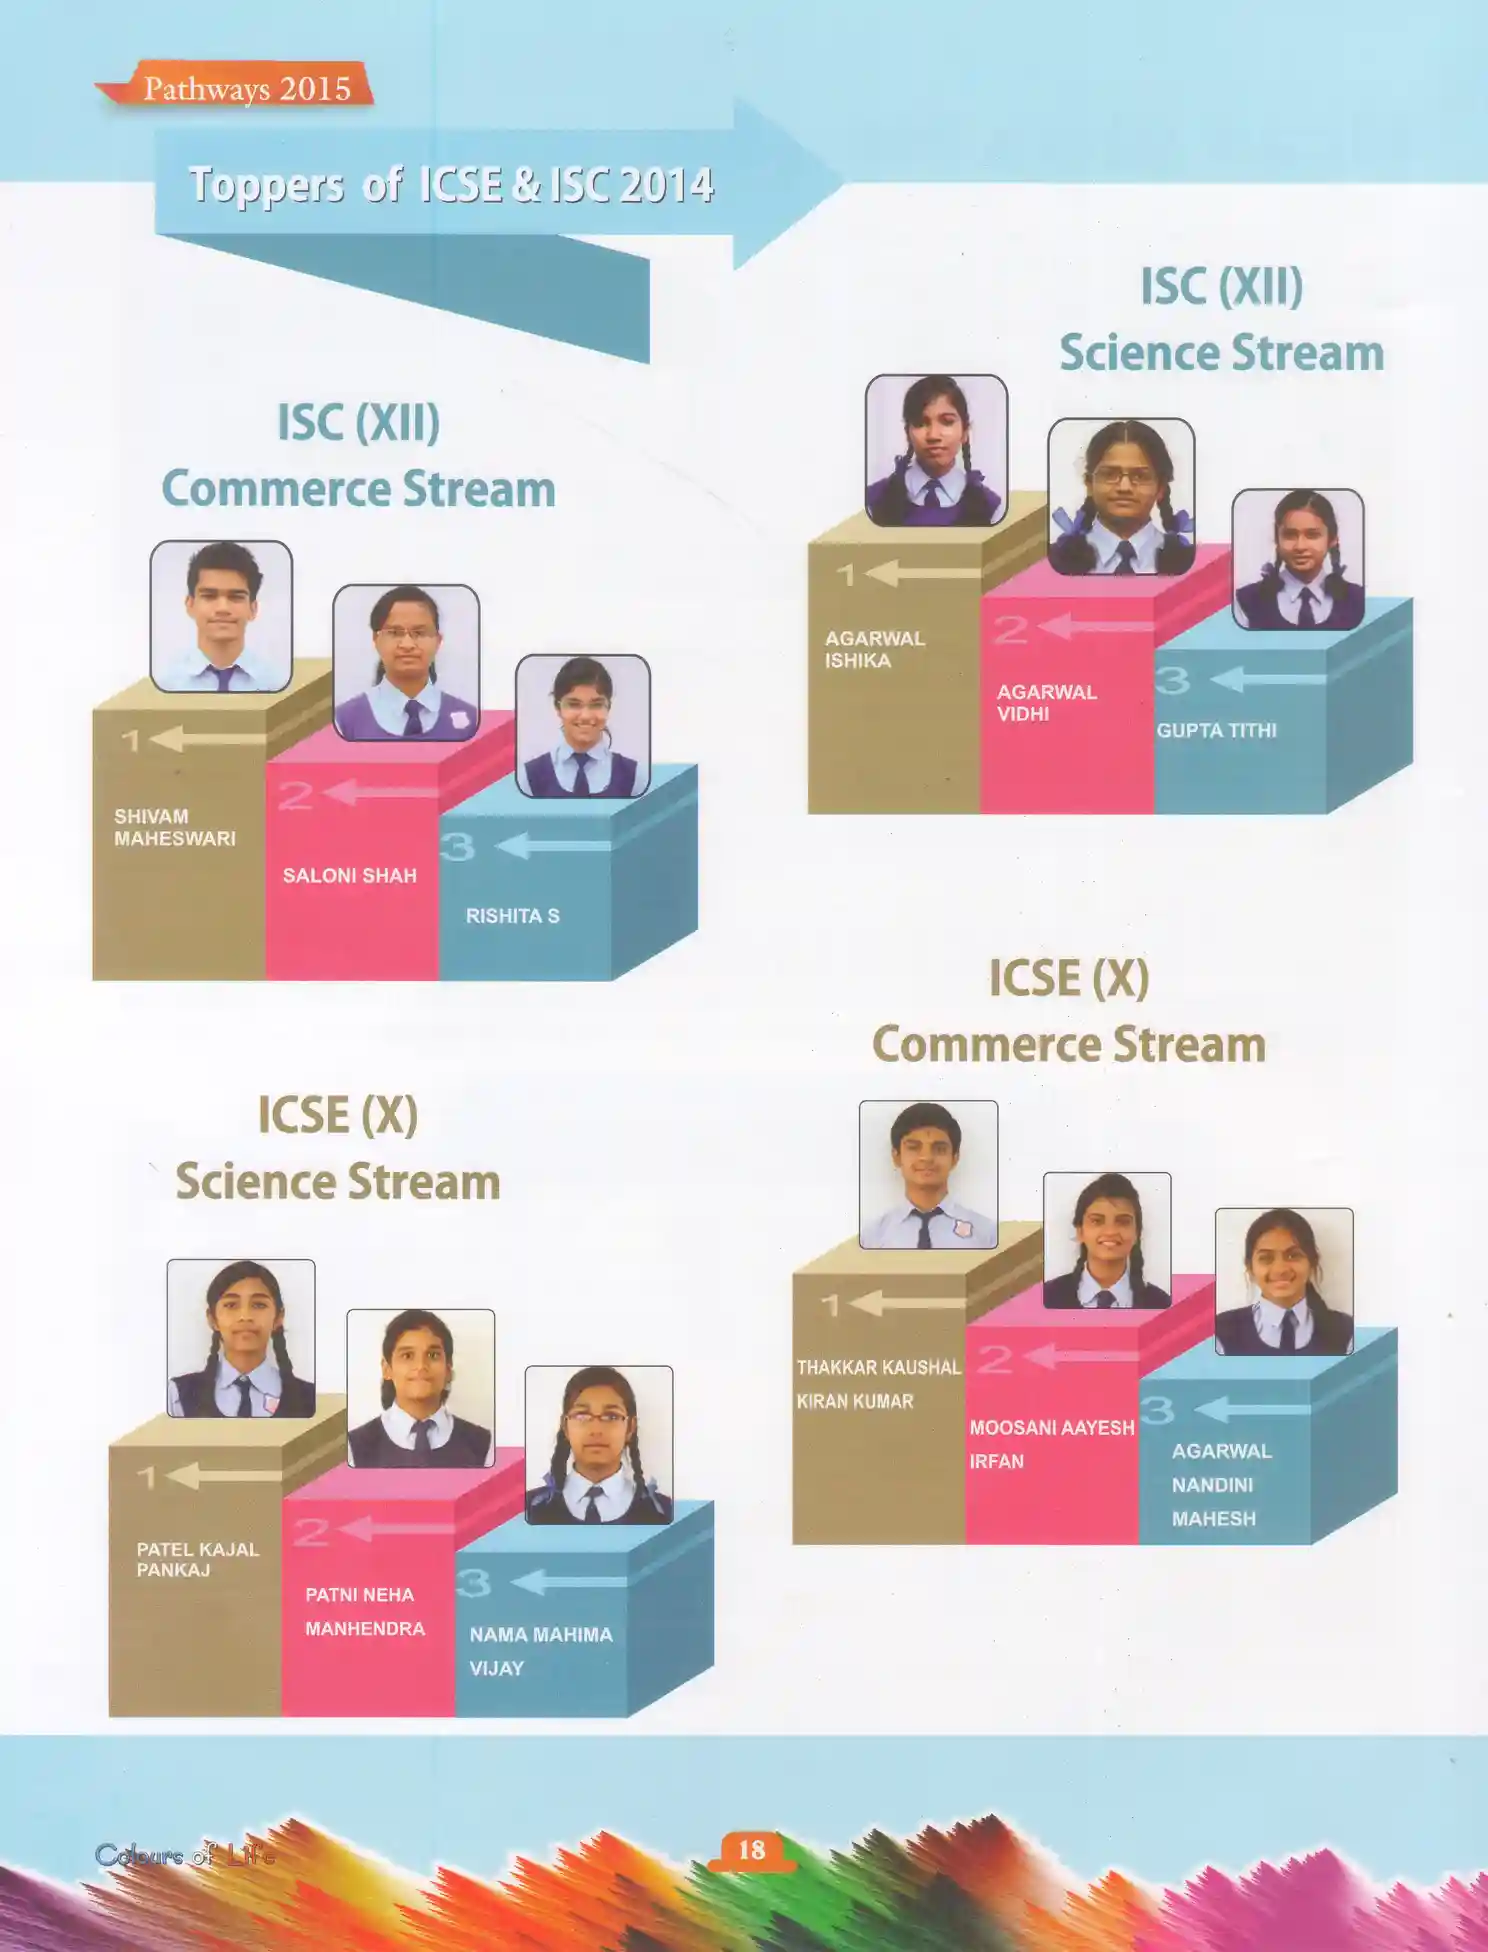 Pathways 2015
Toppers of ICSE & ISC 2014
ISC (XII)
Commerce Stream
1
SHIVAM
MAHESWARI
2
SALONI SHAH
3
RISHITA S
ISC (XII)
Science Stream
1
AGARWAL
ISHIKA
2
AGARWAL
VIDHI
3
GUPTA TITHI
ICSE (X)
Science Stream
1
PATEL KAJAL
PANKAJ
2
PATNI NEHA
MANHENDRA
3
NAMA MAHIMA
VIJAY
ICSE (X)
Commerce Stream
1
THAKKAR KAUSHAL
KIRAN KUMAR
2
MOOSANI AAYESH
IRFAN
3
AGARWAL
NANDINI
MAHESH
Colours of Life
18